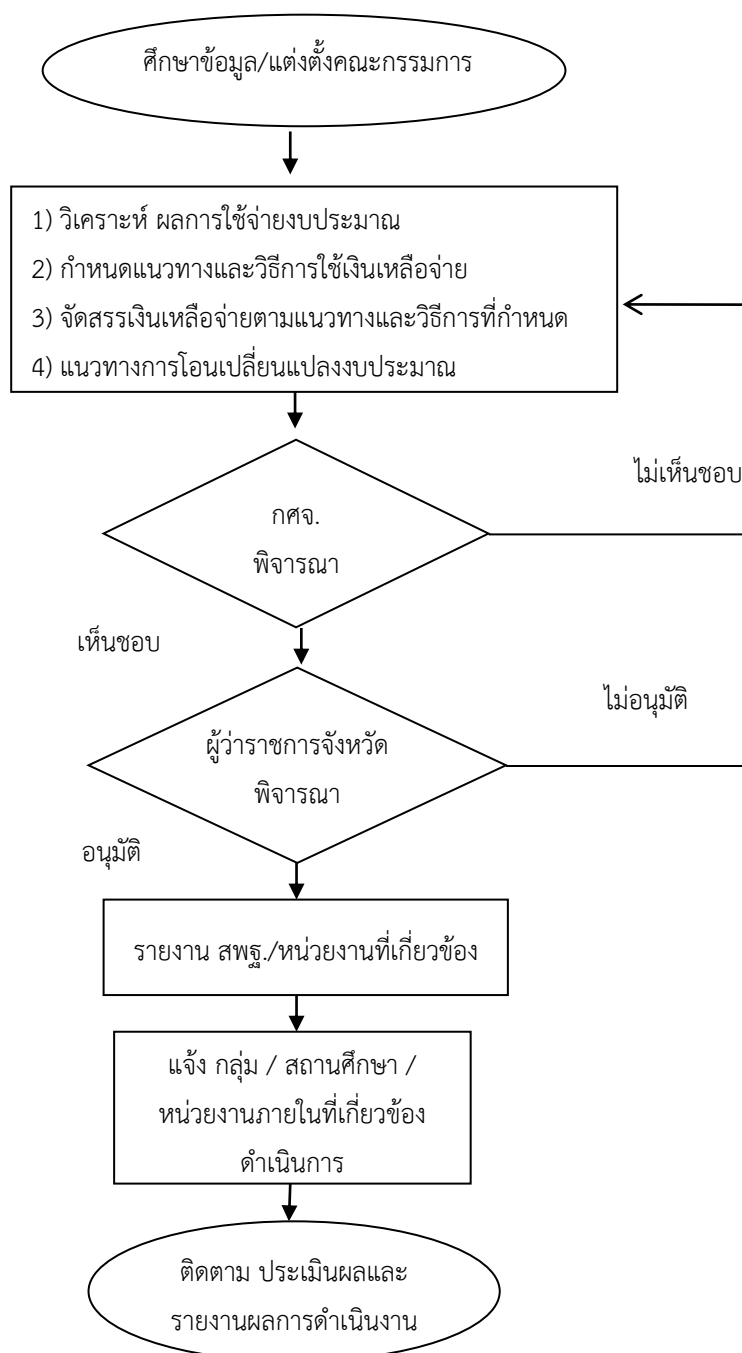 ศึกษาข้อมูล/แต่งตั้งคณะกรรมการ
1) วิเคราะห์ ผลการใช้จ่ายงบประมาณ
2) กำหนดแนวทางและวิธีการใช้เงินเหลือจ่าย
3) จัดสรรเงินเหลือจ่ายตามแนวทางและวิธีการที่กำหนด
4) แนวทางการโอนเปลี่ยนแปลงงบประมาณ
ไม่เห็นชอบ
กศจ.
พิจารณา
เห็นชอบ
ไม่อนุมัติ
ผู้ว่าราชการจังหวัด
พิจารณา
อนุมัติ
รายงาน สพฐ./หน่วยงานที่เกี่ยวข้อง
แจ้ง กลุ่ม / สถานศึกษา /
หน่วยงานภายในที่เกี่ยวข้อง
ดำเนินการ
ติดตาม ประเมินผลและ
รายงานผลการดำเนินงาน